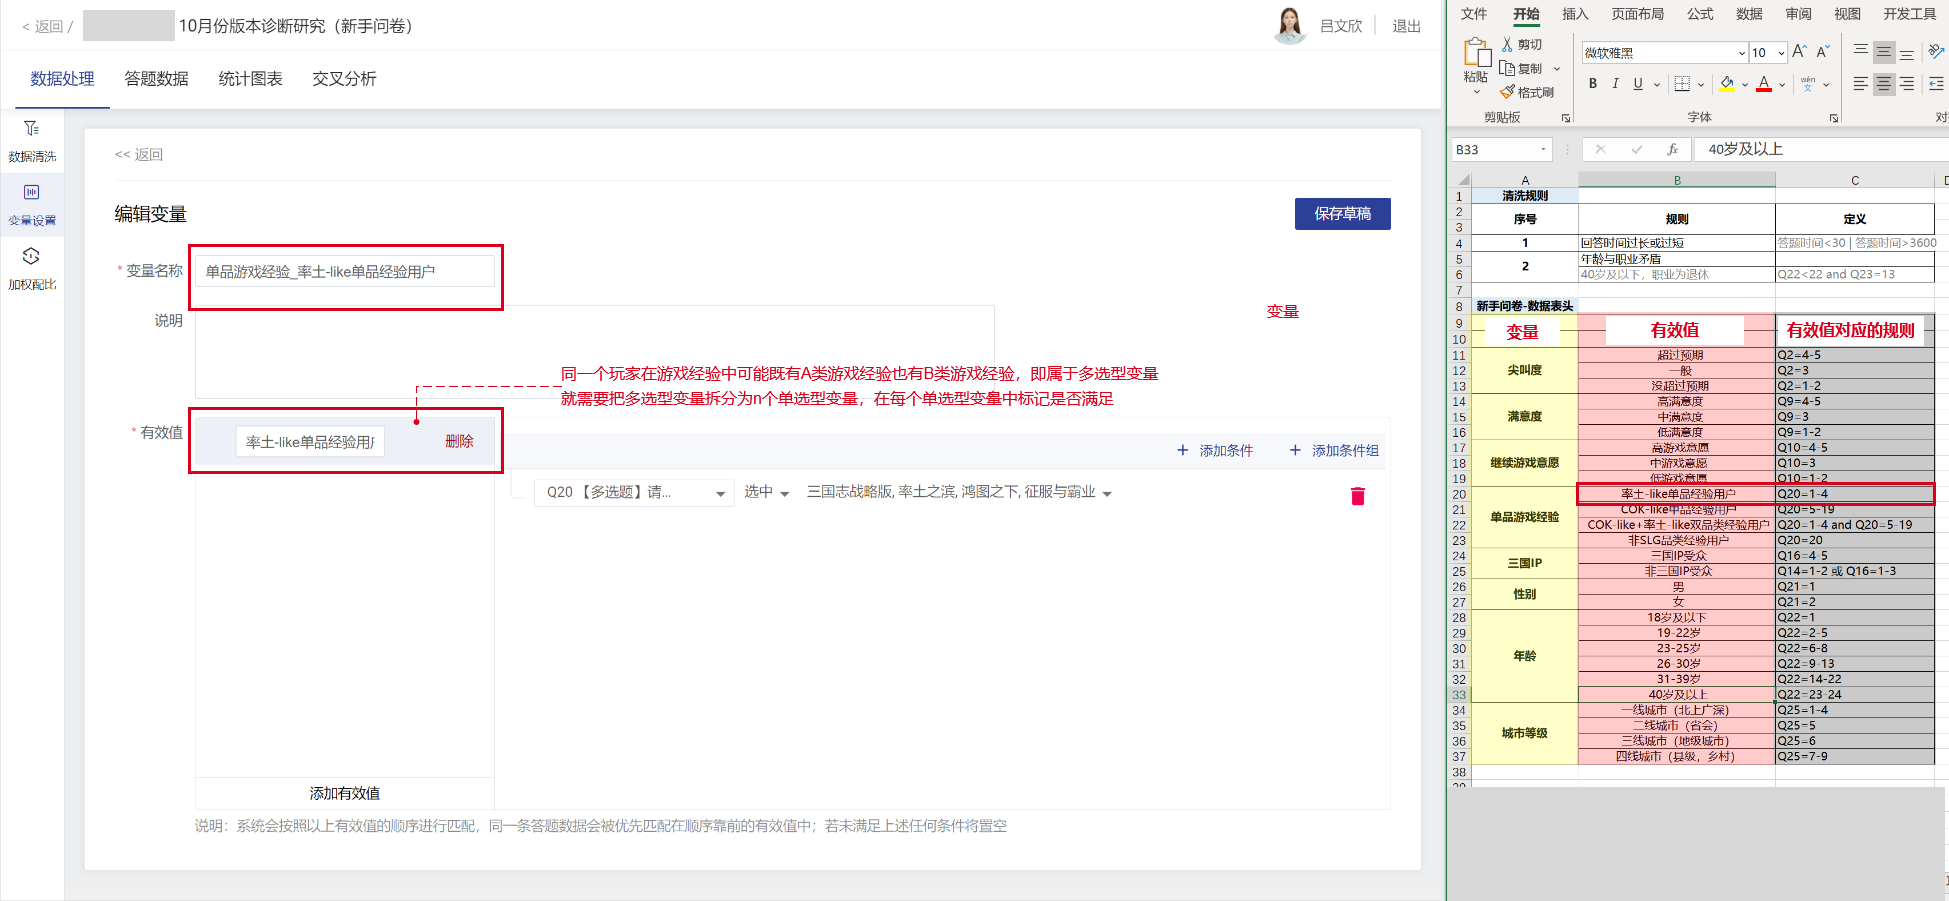 < 返回 / 10月份版本诊断研究（新手问卷）
吕文欣 退出
数据处理 答题数据 统计图表 交叉分析
数据清洗
变量设置
加权配比
<< 返回
编辑变量
保存草稿
* 变量名称 单品游戏经验_率土-like单品经验用户
说明
变量
同一个玩家在游戏经验中可能既有A类游戏经验也有B类游戏经验，即属于多选型变量
就需要把多选型变量拆分为n个单选型变量，在每个单选型变量中标记是否满足
* 有效值 率土-like单品经验用户 删除
+ 添加条件 + 添加条件组
Q20 【多选题】请... 选中 三国志战略版, 率土之滨, 鸿图之下, 征服与霸业
添加有效值
说明：系统会按照以上有效值的顺序进行匹配，同一条答题数据会被优先匹配在顺序靠前的有效值中；若未满足上述任何条件将置空
文件 开始 插入 页面布局 公式 数据 审阅 视图 开发工具
粘贴
剪切
复制
格式刷
剪贴板
微软雅黑 10 A A
B I U A wén 文
字体
对
B33 fx 40岁及以上
A B C D
1 清洗规则
2
3 序号 规则 定义
4 1 回答时间过长或过短 答题时间<30 | 答题时间>3600
5 2 年龄与职业矛盾
6 40岁及以下，职业为退休 Q22<22 and Q23=13
7
8 新手问卷-数据表头
9 变量 有效值 有效值对应的规则
10
11 尖叫度 超过预期 Q2=4-5
12 一般 Q2=3
13 没超过预期 Q2=1-2
14 满意度 高满意度 Q9=4-5
15 中满意度 Q9=3
16 低满意度 Q9=1-2
17 继续游戏意愿 高游戏意愿 Q10=4-5
18 中游戏意愿 Q10=3
19 低游戏意愿 Q10=1-2
20 单品游戏经验 率土-like单品经验用户 Q20=1-4
21 COK-like单品经验用户 Q20=5-19
22 COK-like+率土-like双品类经验用户 Q20=1-4 and Q20=5-19
23 非SLG品类经验用户 Q20=20
24 三国IP 三国IP受众 Q16=4-5
25 非三国IP受众 Q14=1-2 或 Q16=1-3
26 性别 男 Q21=1
27 女 Q21=2
28 年龄 18岁及以下 Q22=1
29 19-22岁 Q22=2-5
30 23-25岁 Q22=6-8
31 26-30岁 Q22=9-13
32 31-39岁 Q22=14-22
33 40岁及以上 Q22=23-24
34 城市等级 一线城市（北上广深） Q25=1-4
35 二线城市（省会） Q25=5
36 三线城市（地级城市） Q25=6
37 四线城市（县级，乡村） Q25=7-9
38